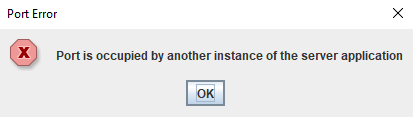 Port Error
Port is occupied by another instance of the server application
OK